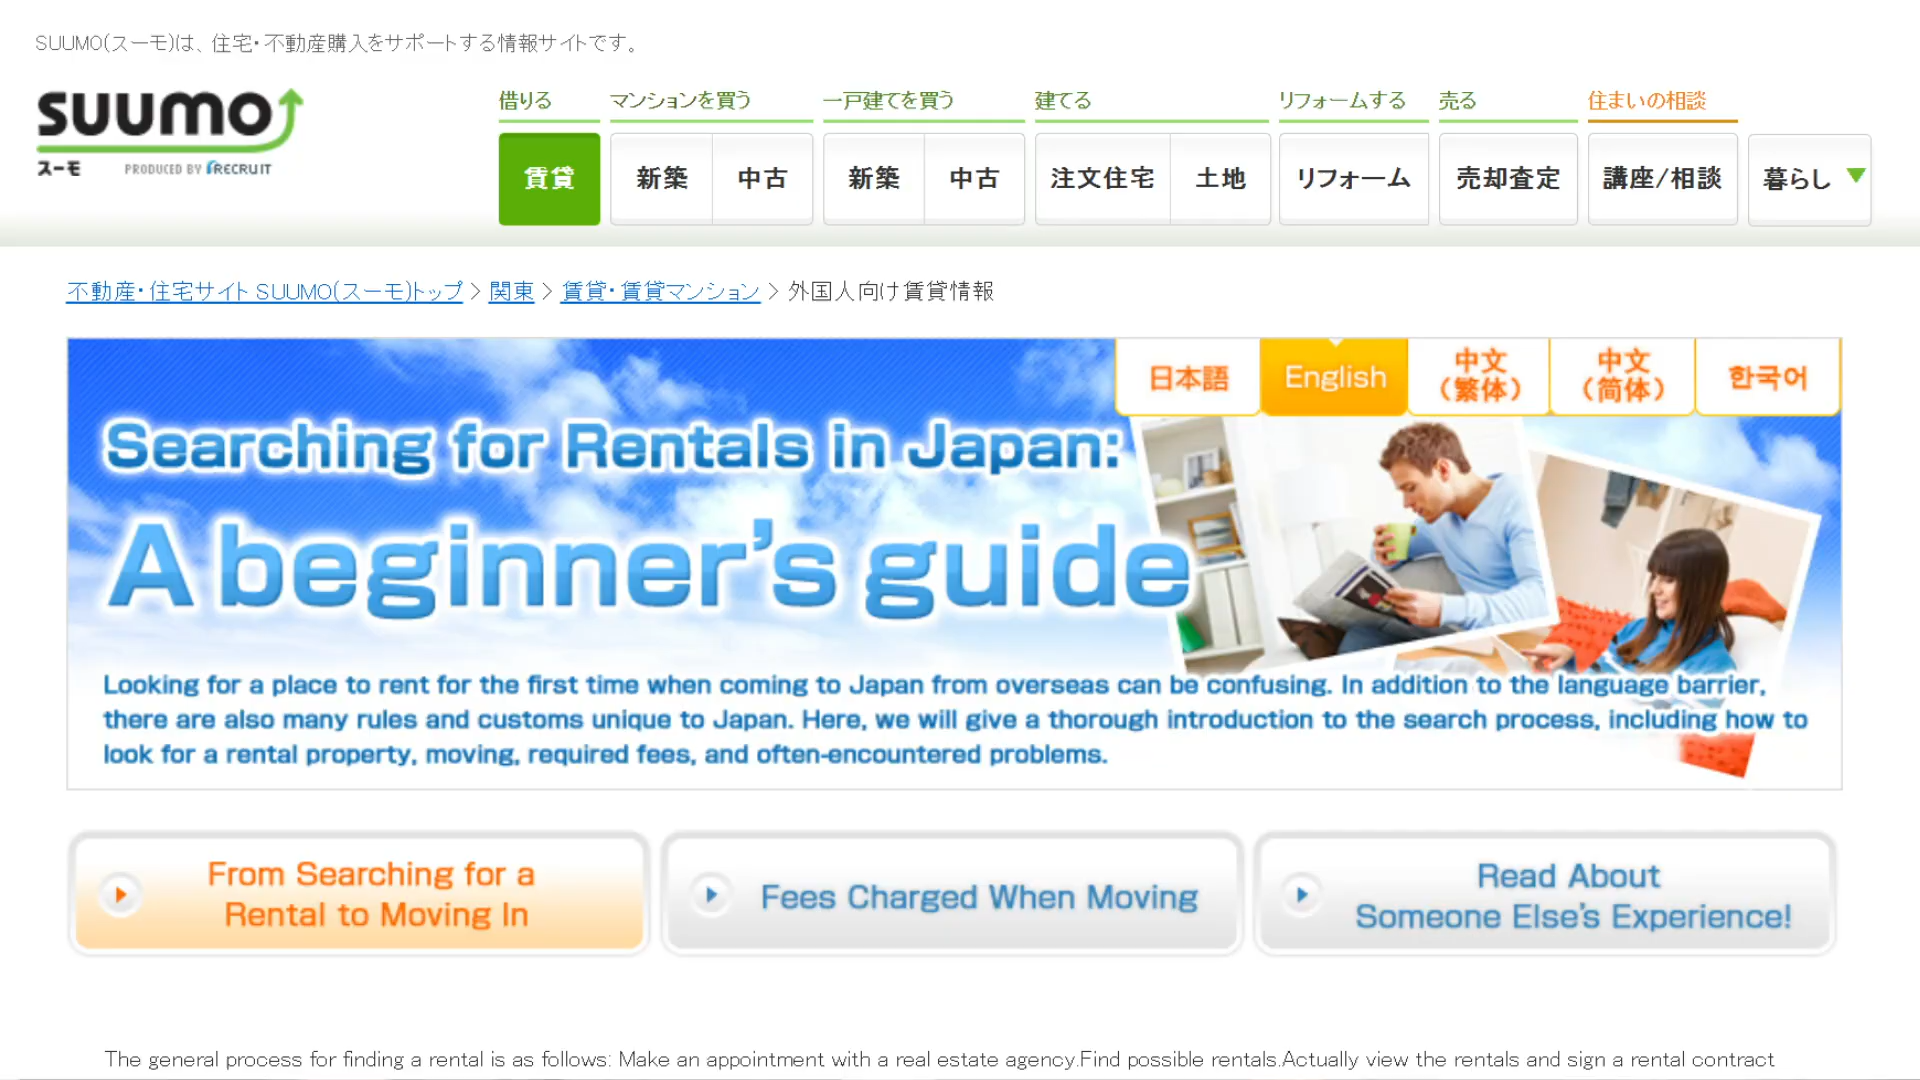 SUUMO(スーモ)は、住宅・不動産購入をサポートする情報サイトです。
SUUMO
スーモ PRODUCED BY RECRUIT
借りる マンションを買う 一戸建てを買う 建てる リフォームする 売る 住まいの相談
賃貸 新築 中古 新築 中古 注文住宅 土地 リフォーム 売却査定 講座/相談 暮らし
不動産・住宅サイト SUUMO(スーモ)トップ > 関東 > 賃貸・賃貸マンション > 外国人向け賃貸情報
日本語 English 中文(繁体) 中文(简体) 한국어
Searching for Rentals in Japan:
A beginner's guide
Looking for a place to rent for the first time when coming to Japan from overseas can be confusing. In addition to the language barrier,
there are also many rules and customs unique to Japan. Here, we will give a thorough introduction to the search process, including how to
look for a rental property, moving, required fees, and often-encountered problems.
From Searching for a
Rental to Moving In
Fees Charged When Moving
Read About
Someone Else's Experience!
The general process for finding a rental is as follows: Make an appointment with a real estate agency.Find possible rentals.Actually view the rentals and sign a rental contract